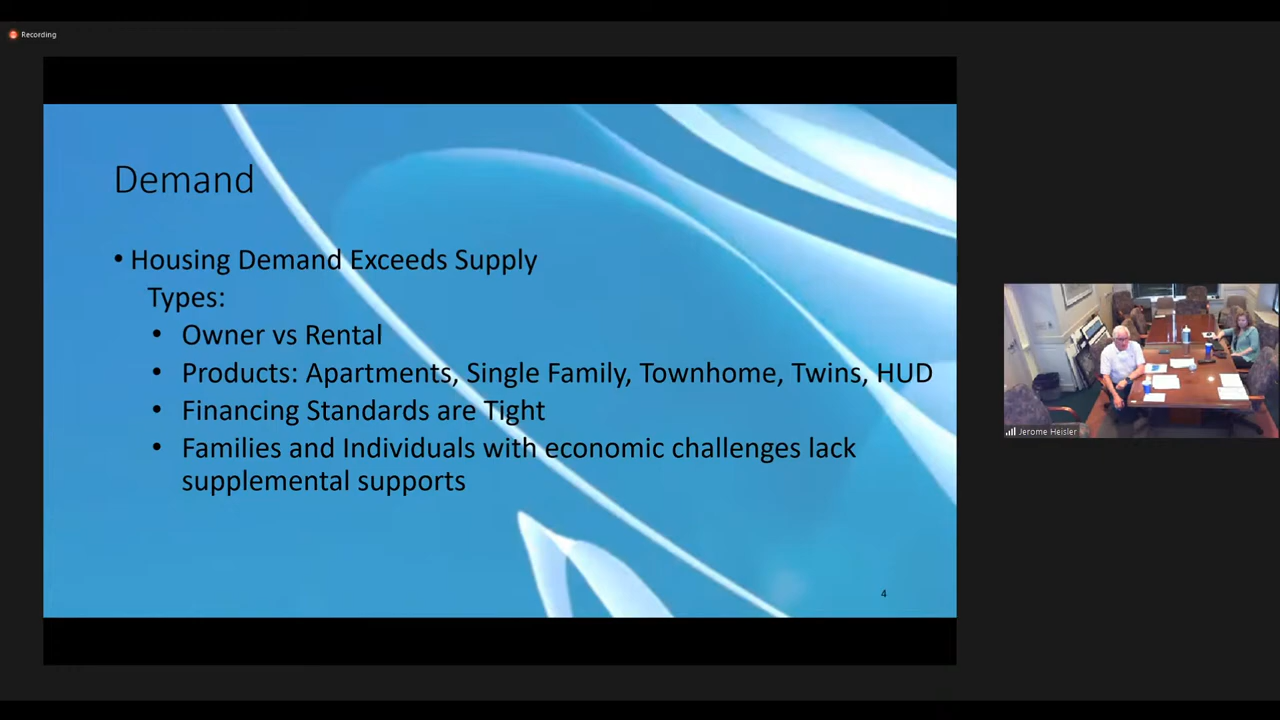 Recording
Demand
• Housing Demand Exceeds Supply
Types:
• Owner vs Rental
• Products: Apartments, Single Family, Townhome, Twins, HUD
• Financing Standards are Tight
• Families and Individuals with economic challenges lack
supplemental supports
4
Jerome Heisler